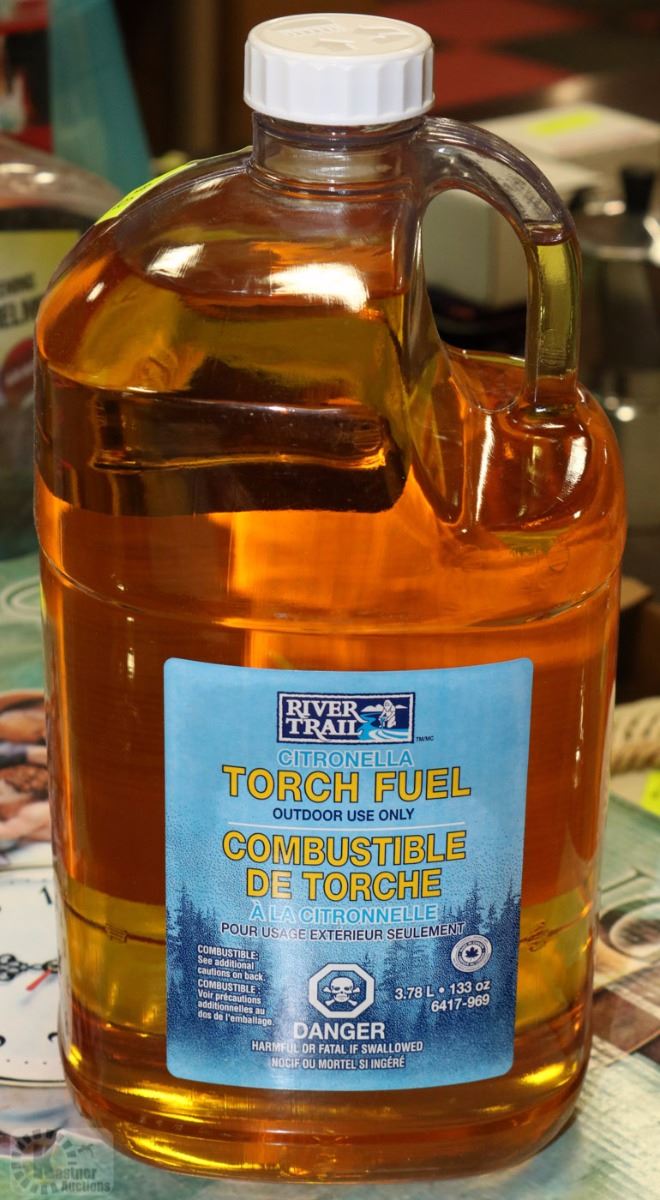 RIVER
TRAIL
TM/MC
CITRONELLA
TORCH FUEL
OUTDOOR USE ONLY
COMBUSTIBLE
DE TORCHE
À LA CITRONNELLE
POUR USAGE EXTÉRIEUR SEULEMENT
COMBUSTIBLE:
See additional
cautions on back.
COMBUSTIBLE :
Voir précautions
additionnelles au
dos de l'emballage.
3.78 L • 133 oz
6417-969
DANGER
HARMFUL OR FATAL IF SWALLOWED
NOCIF OU MORTEL SI INGÉRÉ
Kastner
Auctions